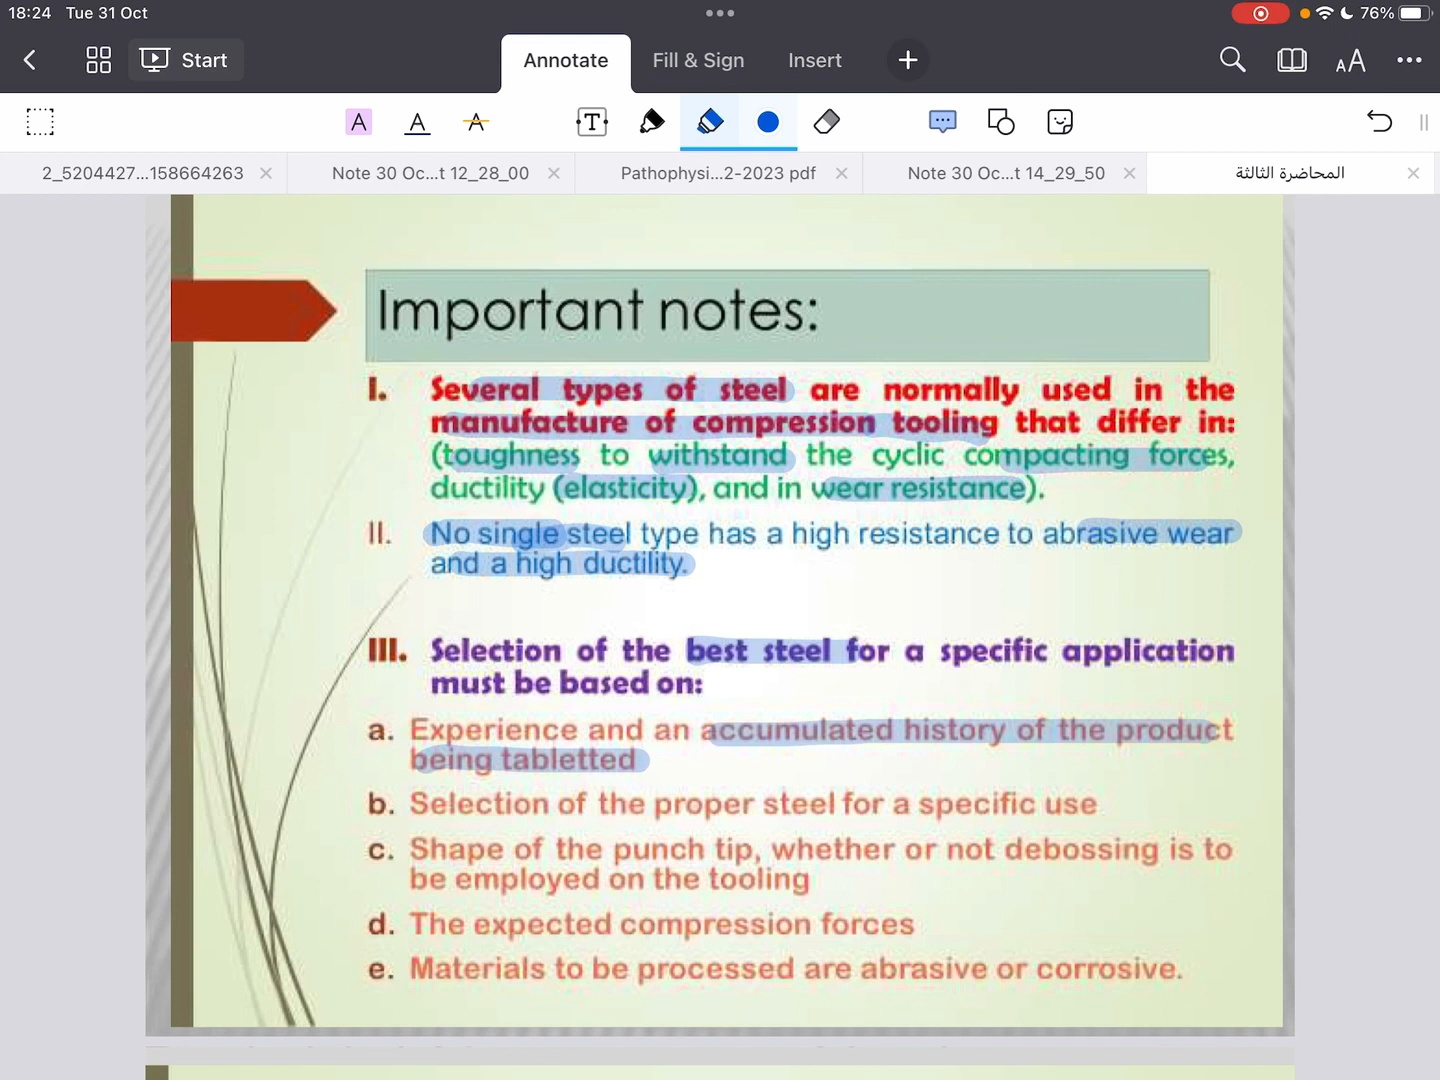 18:24 Tue 31 Oct
76%
Start
Annotate
Fill & Sign
Insert
2_5204427...158664263
Note 30 Oc...t 12_28_00
Pathophysi...2-2023 pdf
Note 30 Oc...t 14_29_50
المحاضرة الثالثة
Important notes:
I. Several types of steel are normally used in the
manufacture of compression tooling that differ in:
(toughness to withstand the cyclic compacting forces,
ductility (elasticity), and in wear resistance).
II. No single steel type has a high resistance to abrasive wear
and a high ductility.
III. Selection of the best steel for a specific application
must be based on:
a. Experience and an accumulated history of the product
being tabletted
b. Selection of the proper steel for a specific use
c. Shape of the punch tip, whether or not debossing is to
be employed on the tooling
d. The expected compression forces
e. Materials to be processed are abrasive or corrosive.